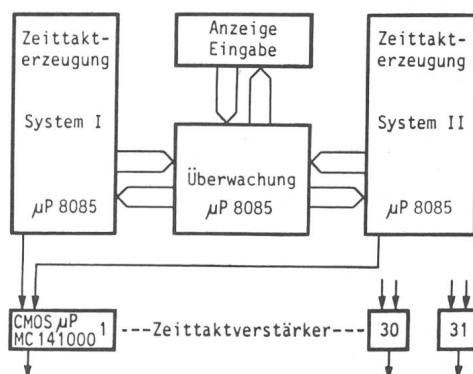 Zeittakt-
erzeugung
System I
µP 8085
Anzeige
Eingabe
Überwachung
µP 8085
Zeittakt-
erzeugung
System II
µP 8085
CMOS µP
MC 141000 1
---Zeittaktverstärker---
30
31